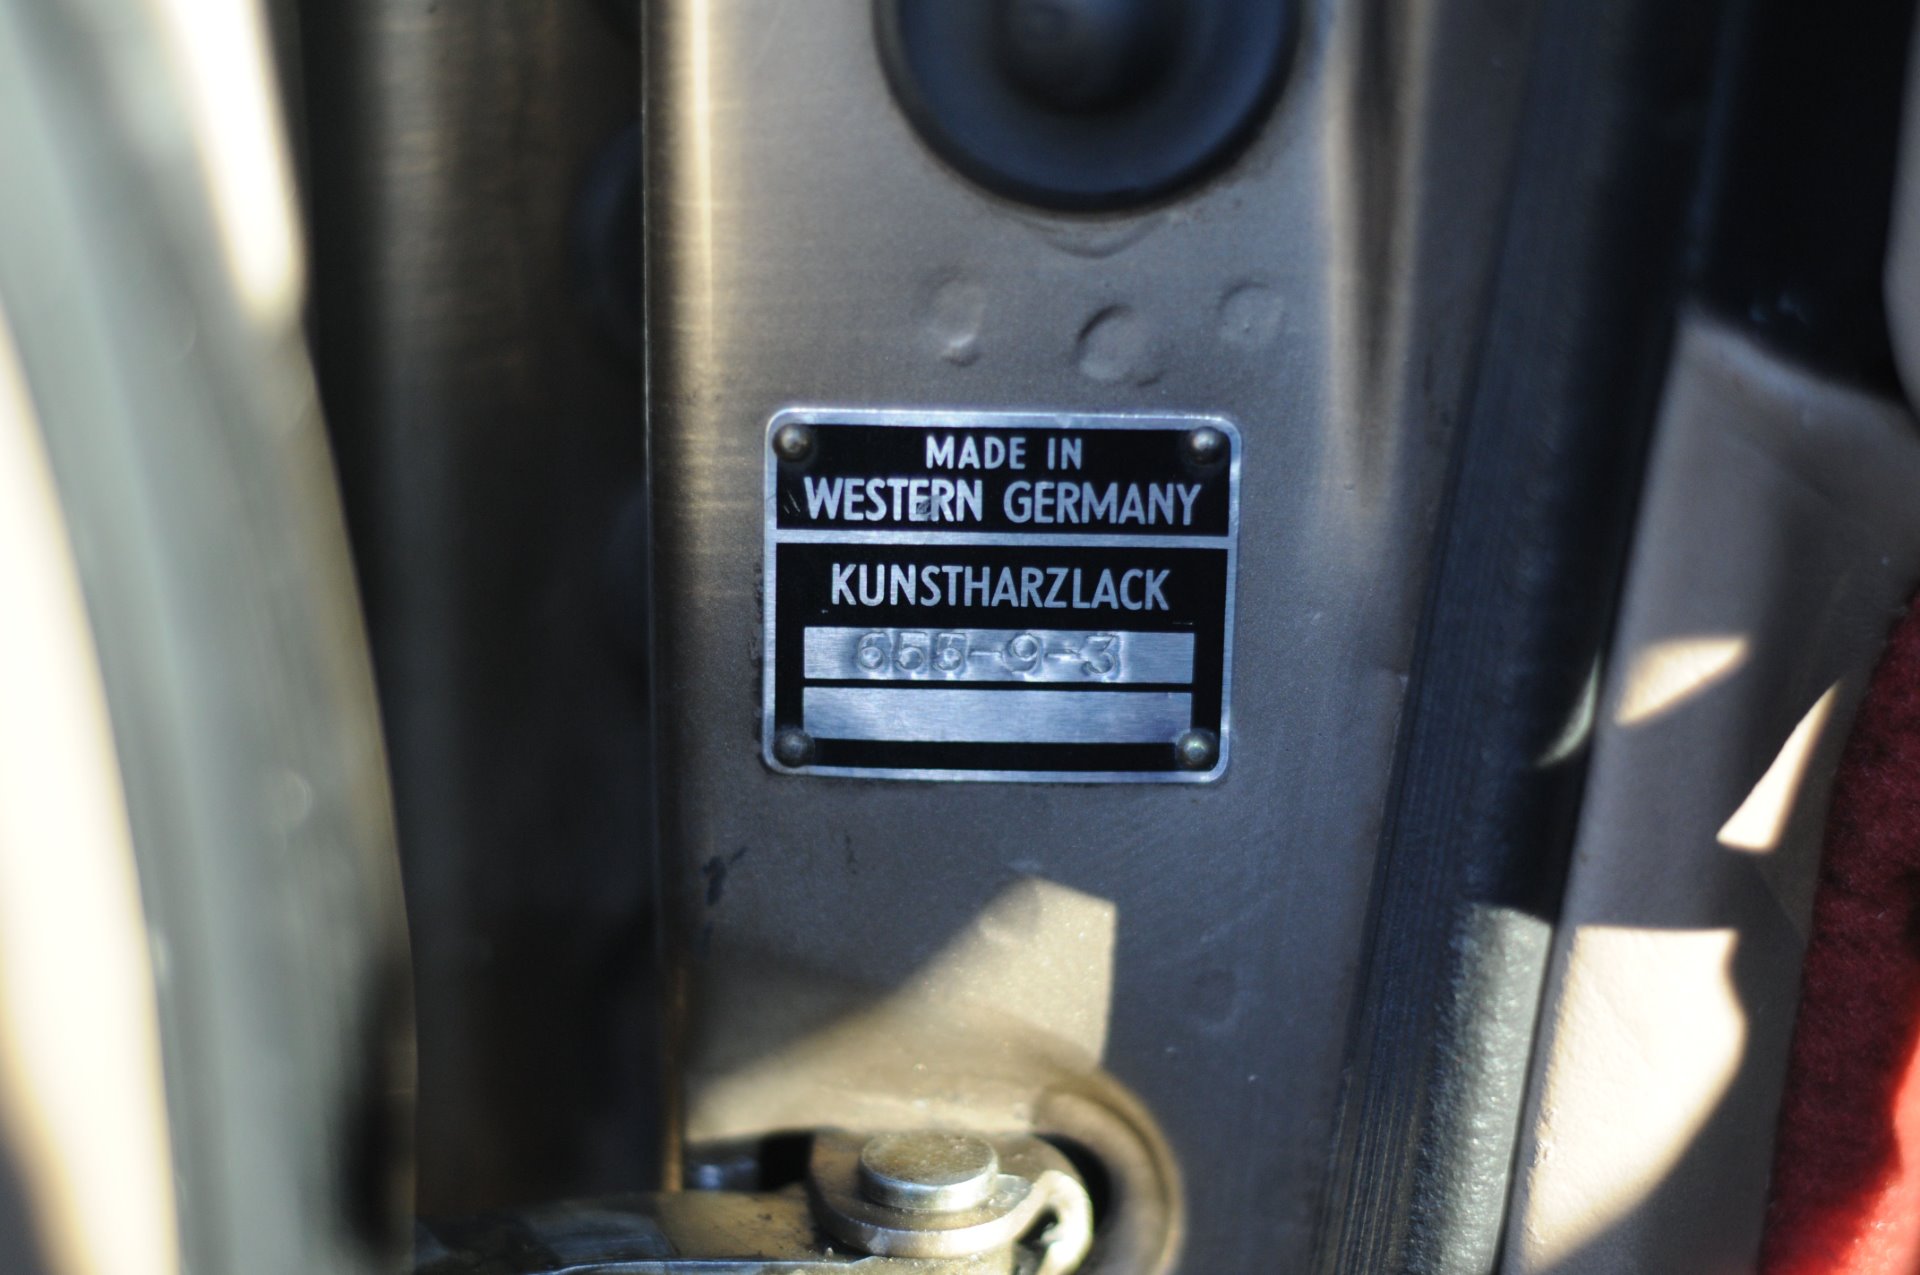 MADE IN
WESTERN GERMANY
KUNSTHARZLACK
655-9-3